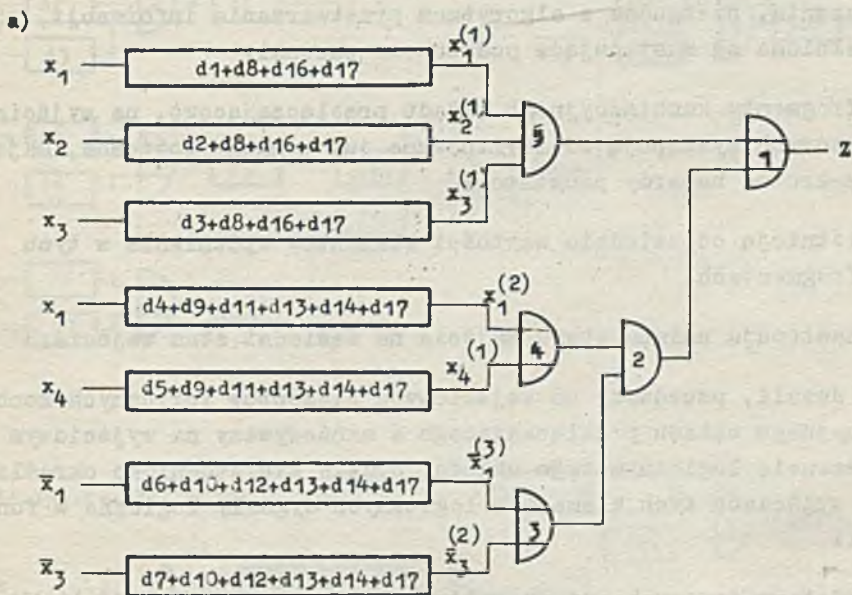 a)
x₁ d1+d8+d16+d17 x₁⁽¹⁾
x₂ d2+d8+d16+d17 x₂⁽¹⁾
5
1
z
x₃ d3+d8+d16+d17 x₃⁽¹⁾
x₁ d4+d9+d11+d13+d14+d17 x₁⁽²⁾
4
2
x₄ d5+d9+d11+d13+d14+d17 x₄⁽¹⁾
x̄₁ d6+d10+d12+d13+d14+d17 x̄₁⁽³⁾
3
x̄₃ d7+d10+d12+d13+d14+d17 x̄₃⁽²⁾